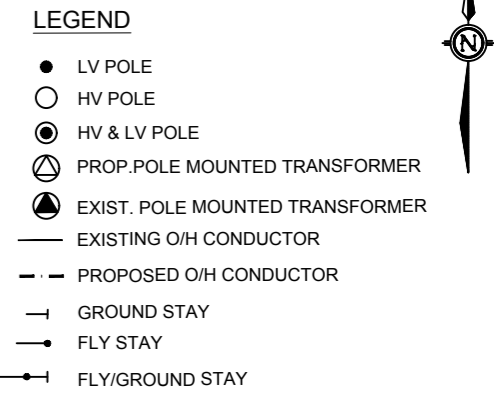 LEGEND
N
LV POLE
HV POLE
HV & LV POLE
PROP.POLE MOUNTED TRANSFORMER
EXIST. POLE MOUNTED TRANSFORMER
EXISTING O/H CONDUCTOR
PROPOSED O/H CONDUCTOR
GROUND STAY
FLY STAY
FLY/GROUND STAY